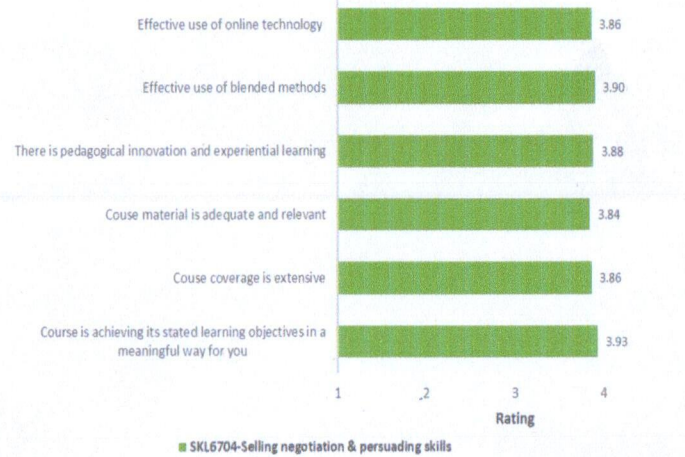 Effective use of online technology
3.86
Effective use of blended methods
3.90
There is pedagogical innovation and experiential learning
3.88
Couse material is adequate and relevant
3.84
Couse coverage is extensive
3.86
Course is achieving its stated learning objectives in a
meaningful way for you
3.93
1 2 3 4
Rating
SKL6704-Selling negotiation & persuading skills